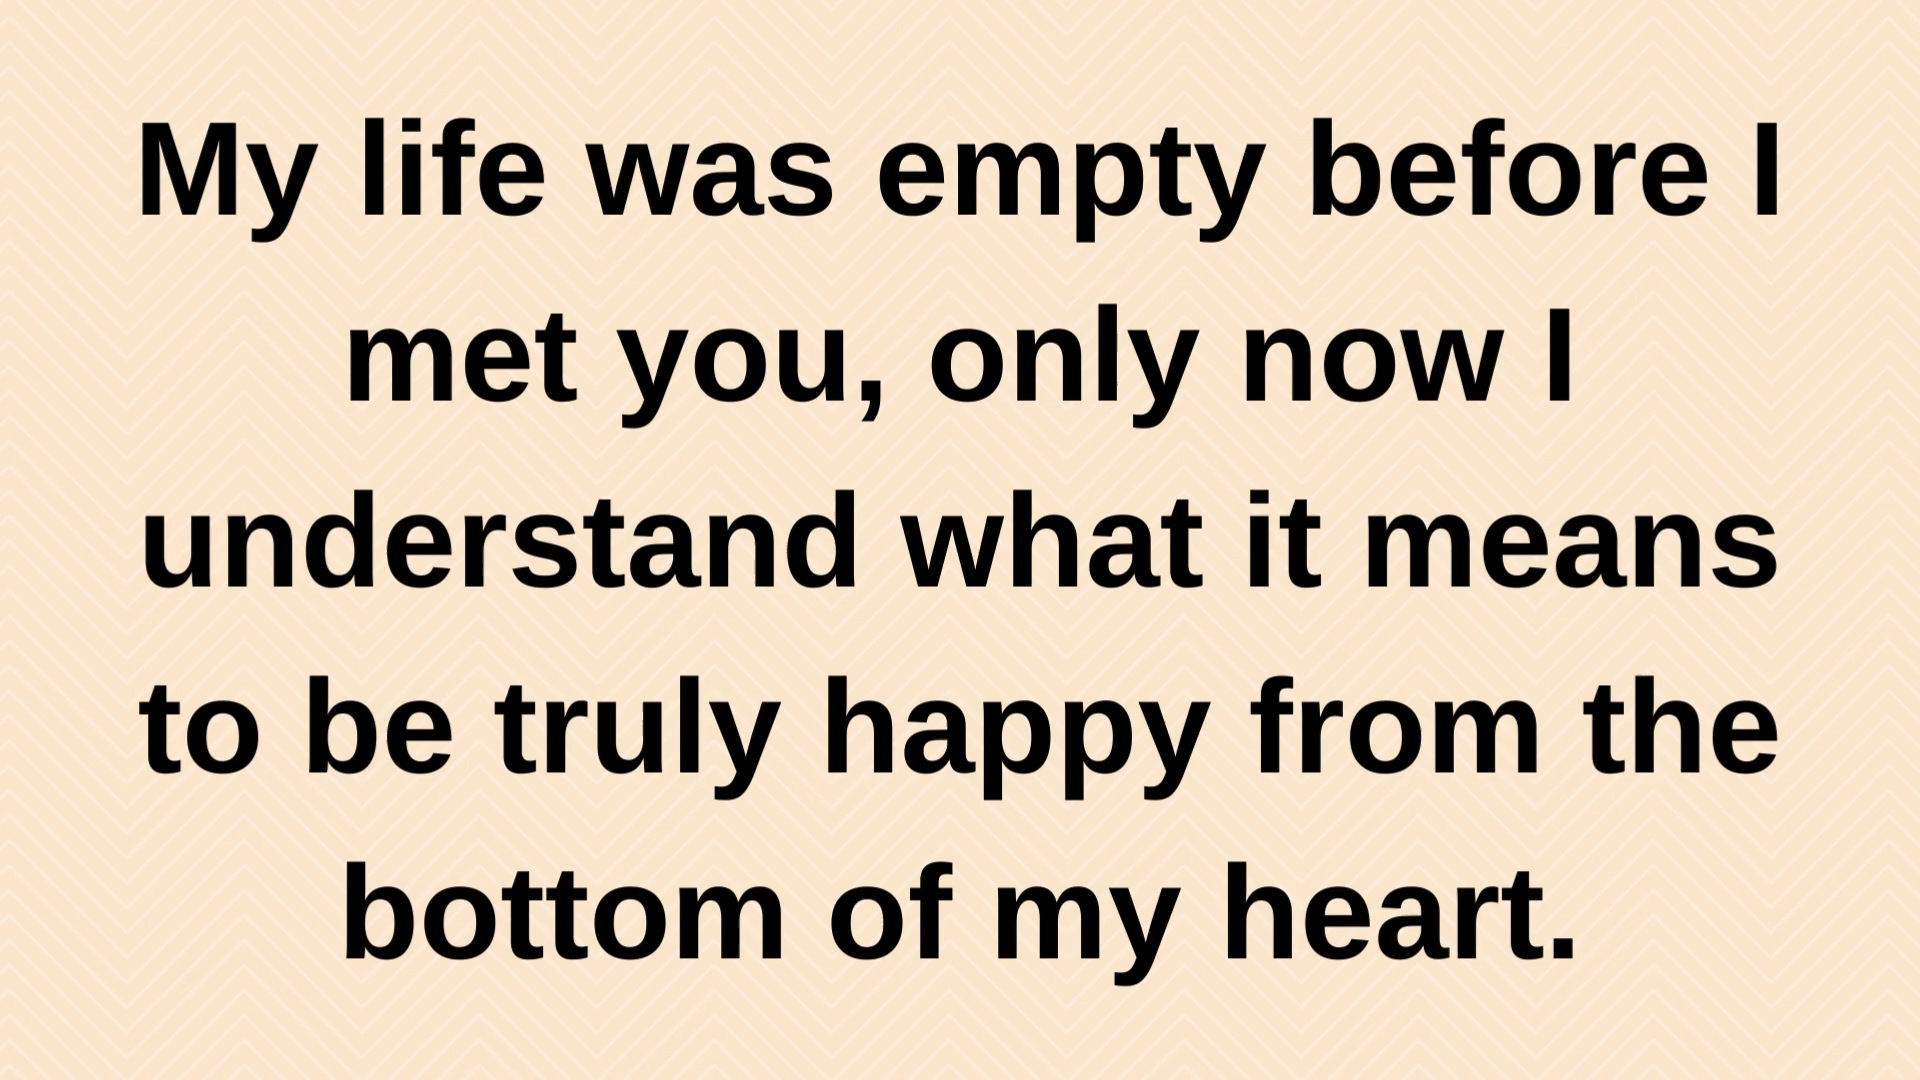 My life was empty before I
met you, only now I
understand what it means
to be truly happy from the
bottom of my heart.